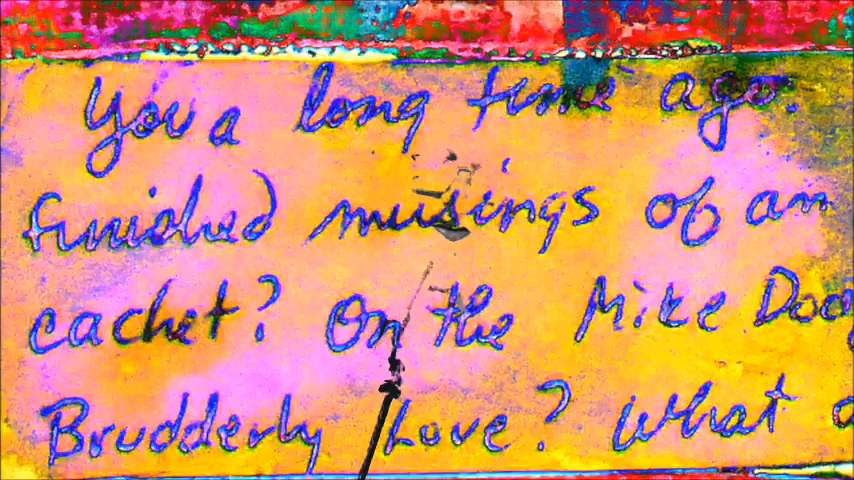 You a long time ago.
finished musings of an
cachet? On the Mike Doo
Brudderly Love? What